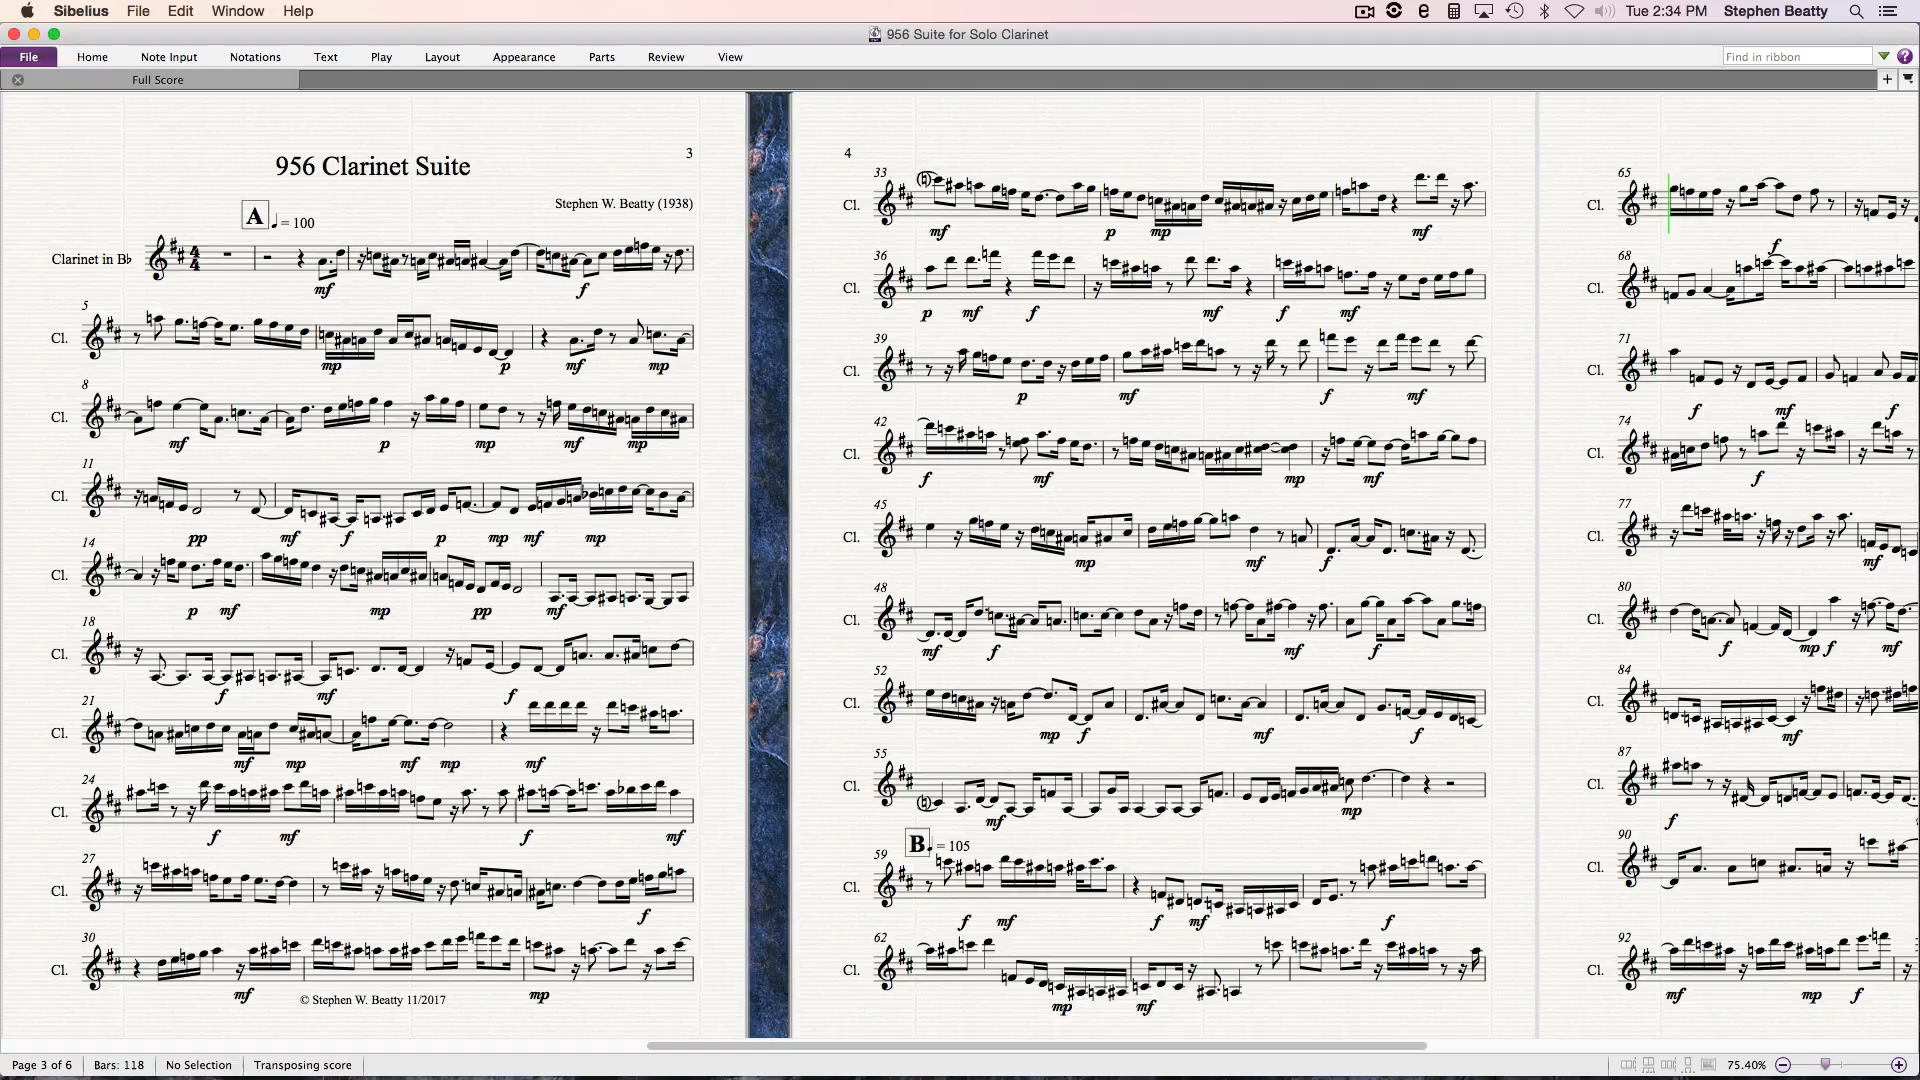 Sibelius File Edit Window Help Tue 2:34 PM Stephen Beatty
956 Suite for Solo Clarinet
File Home Note Input Notations Text Play Layout Appearance Parts Review View Find in ribbon
Full Score
3
956 Clarinet Suite
Stephen W. Beatty (1938)
A = 100
Clarinet in B♭
mf f
5
Cl.
mp p mf mp
8
Cl.
mf p mp mf mp
11
Cl.
pp mf f p mp mf mp
14
Cl.
p mf mp pp mf
18
Cl.
f mf f
21
Cl.
mf mp mf mp mf
24
Cl.
f mf f mf
27
Cl.
f
30
Cl.
mf mp
© Stephen W. Beatty 11/2017
4
33
Cl.
mf p mp mf
36
Cl.
p mf f mf f mf
39
Cl.
p mf f mf
42
Cl.
f mf mp mf
45
Cl.
mp mf f
48
Cl.
mf f mf f
52
Cl.
mp f mf f
55
Cl.
mf mp
B = 105
59
Cl.
f mf f mf f
62
Cl.
mp mf
65
Cl.
f
68
Cl.
71
Cl.
f mf f
74
Cl.
f
77
Cl.
mf
80
Cl.
f mp f mf
84
Cl.
mf
87
Cl.
f
90
Cl.
92
Cl.
mf mp f
Page 3 of 6 Bars: 118 No Selection Transposing score 75.40%